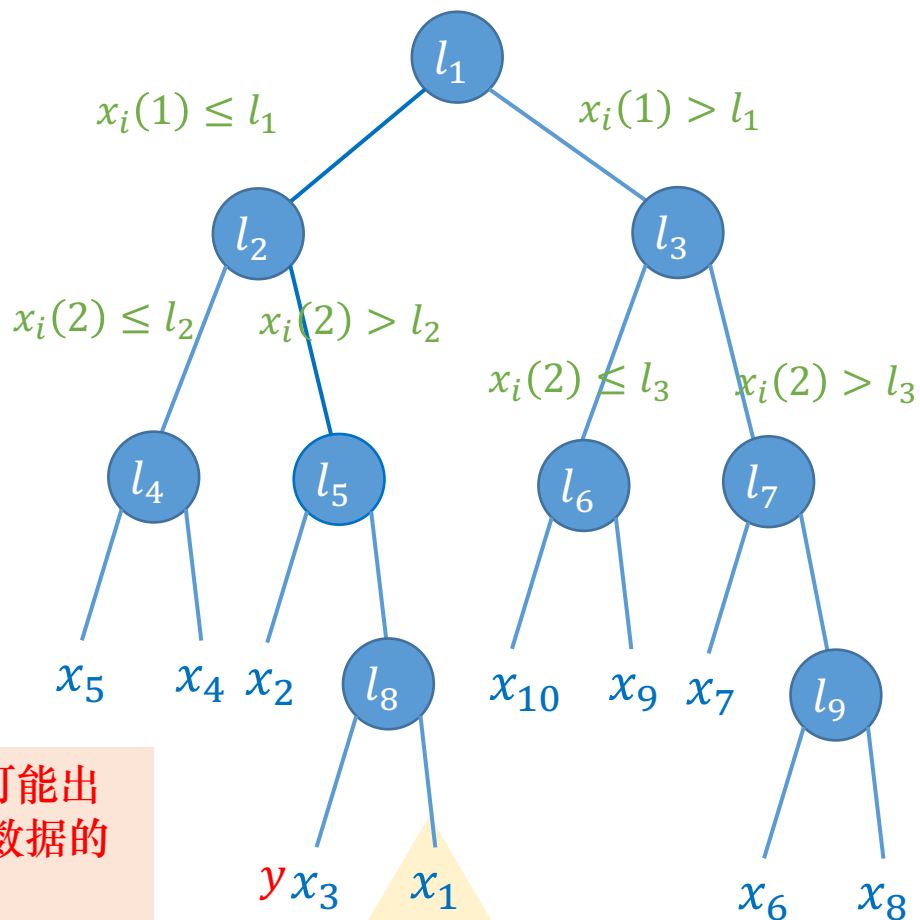 l₁
xᵢ(1) ≤ l₁ xᵢ(1) > l₁
l₂ l₃
xᵢ(2) ≤ l₂ xᵢ(2) > l₂
xᵢ(2) ≤ l₃ xᵢ(2) > l₃
l₄ l₅ l₆ l₇
x₅ x₄ x₂ l₈ x₁₀ x₉ x₇ l₉
可能出
数据的
y x₃ x₁ x₆ x₈